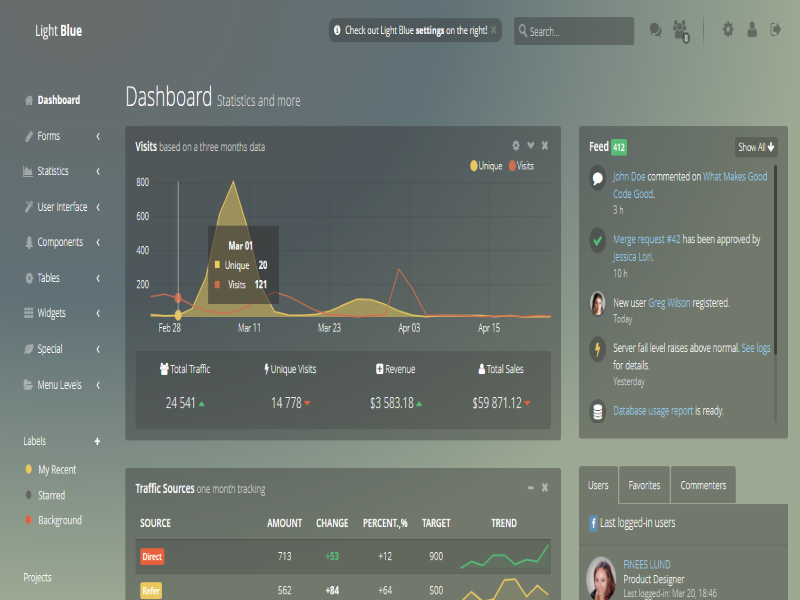 Light Blue
Check out Light Blue settings on the right!
Search...
8
Dashboard
Forms
Statistics
User Interface
Components
Tables
Widgets
Special
Menu Levels
Labels
My Recent
Starred
Background
Projects
Dashboard Statistics and more
Visits based on a three months data
Unique Visits
800
600
400
200
Mar 01
Unique 20
Visits 121
Feb 28 Mar 11 Mar 23 Apr 03 Apr 15
Total Traffic Unique Visits Revenue Total Sales
24 541 14 778 $3 583.18 $59 871.12
Traffic Sources one month tracking
SOURCE AMOUNT CHANGE PERCENT.,% TARGET TREND
Direct 713 +53 +12 900
Refer 562 +84 +64 500
Feed 412
Show All
John Doe commented on What Makes Good
Code Good.
3 h
Merge request #42 has been approved by
Jessica Lori.
10 h
New user Greg Wilson registered.
Today
Server fail level raises above normal. See logs
for details.
Yesterday
Database usage report is ready.
Users Favorites Commenters
f Last logged-in users
FINEES LUND
Product Designer
Last logged-in: Mar 20, 18:46